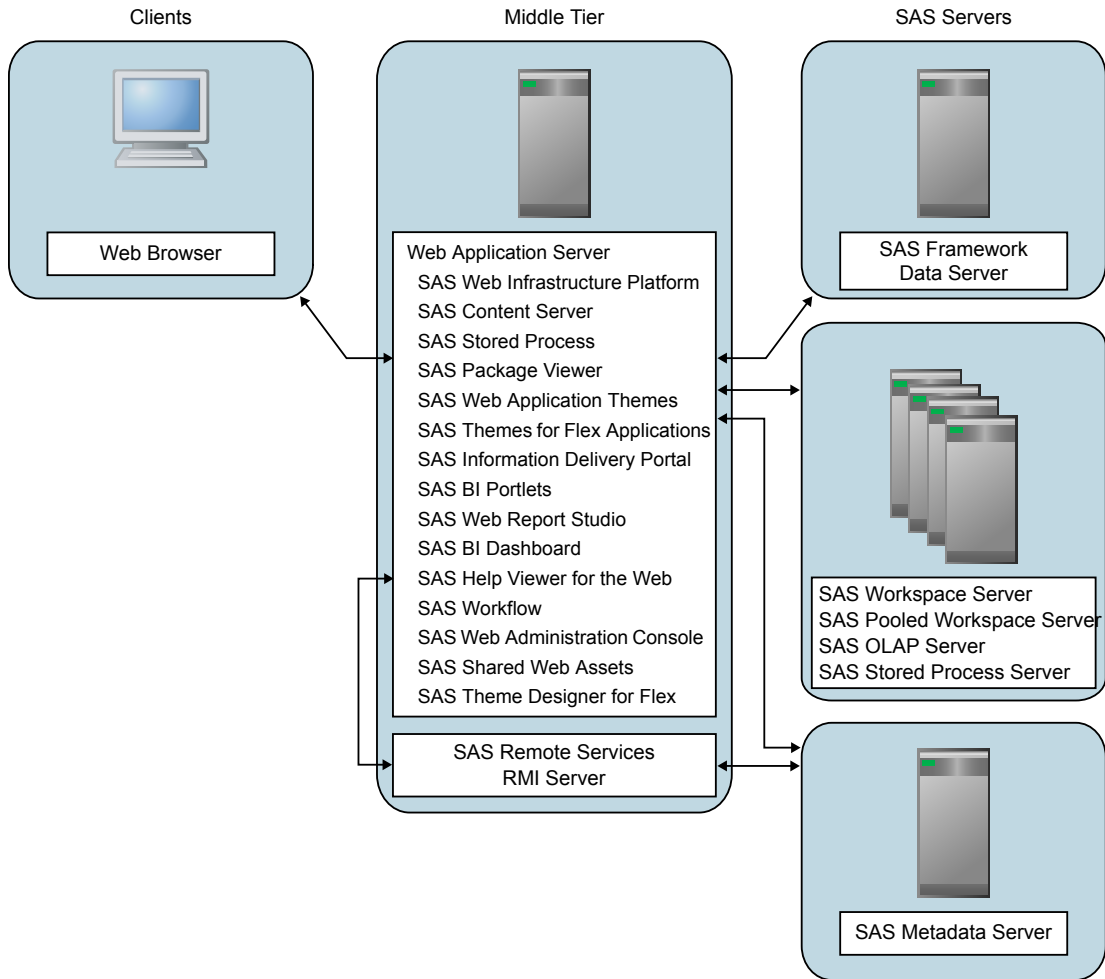 Clients
Middle Tier
SAS Servers
Web Browser
Web Application Server
SAS Web Infrastructure Platform
SAS Content Server
SAS Stored Process
SAS Package Viewer
SAS Web Application Themes
SAS Themes for Flex Applications
SAS Information Delivery Portal
SAS BI Portlets
SAS Web Report Studio
SAS BI Dashboard
SAS Help Viewer for the Web
SAS Workflow
SAS Web Administration Console
SAS Shared Web Assets
SAS Theme Designer for Flex
SAS Remote Services
RMI Server
SAS Framework
Data Server
SAS Workspace Server
SAS Pooled Workspace Server
SAS OLAP Server
SAS Stored Process Server
SAS Metadata Server